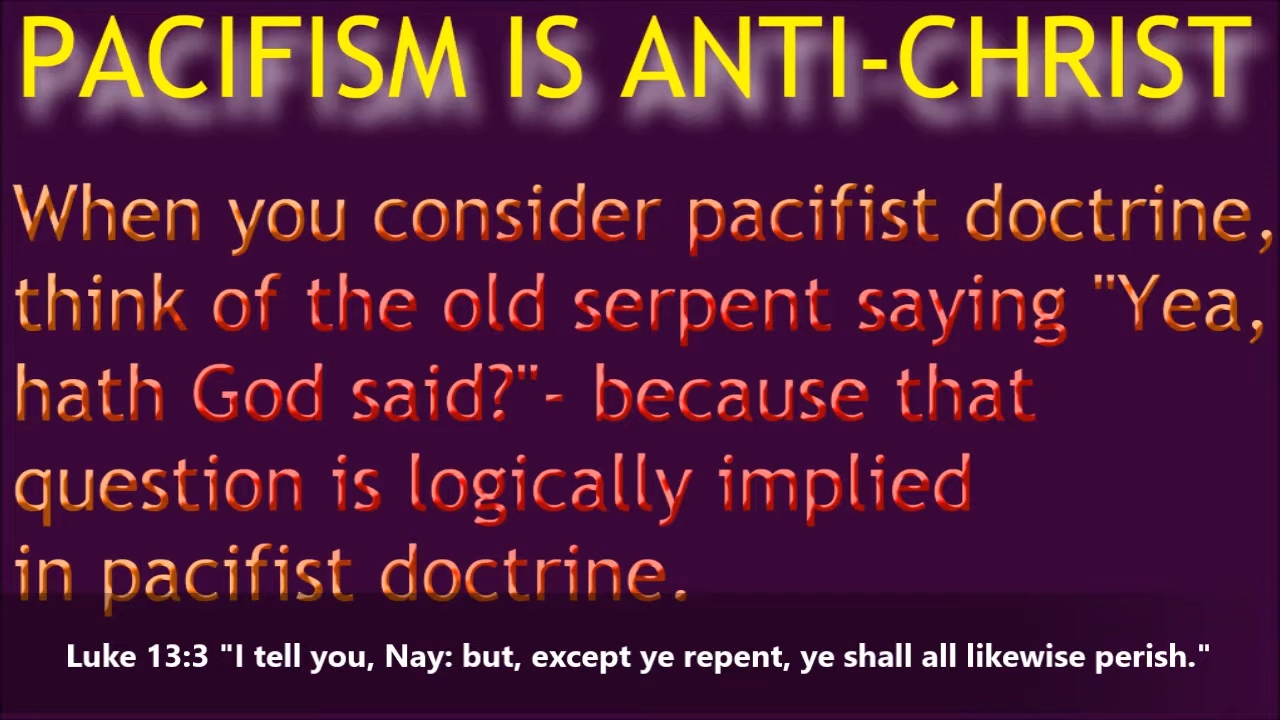 PACIFISM IS ANTI-CHRIST
When you consider pacifist doctrine,
think of the old serpent saying "Yea,
hath God said?"- because that
question is logically implied
in pacifist doctrine.
Luke 13:3 "I tell you, Nay: but, except ye repent, ye shall all likewise perish."